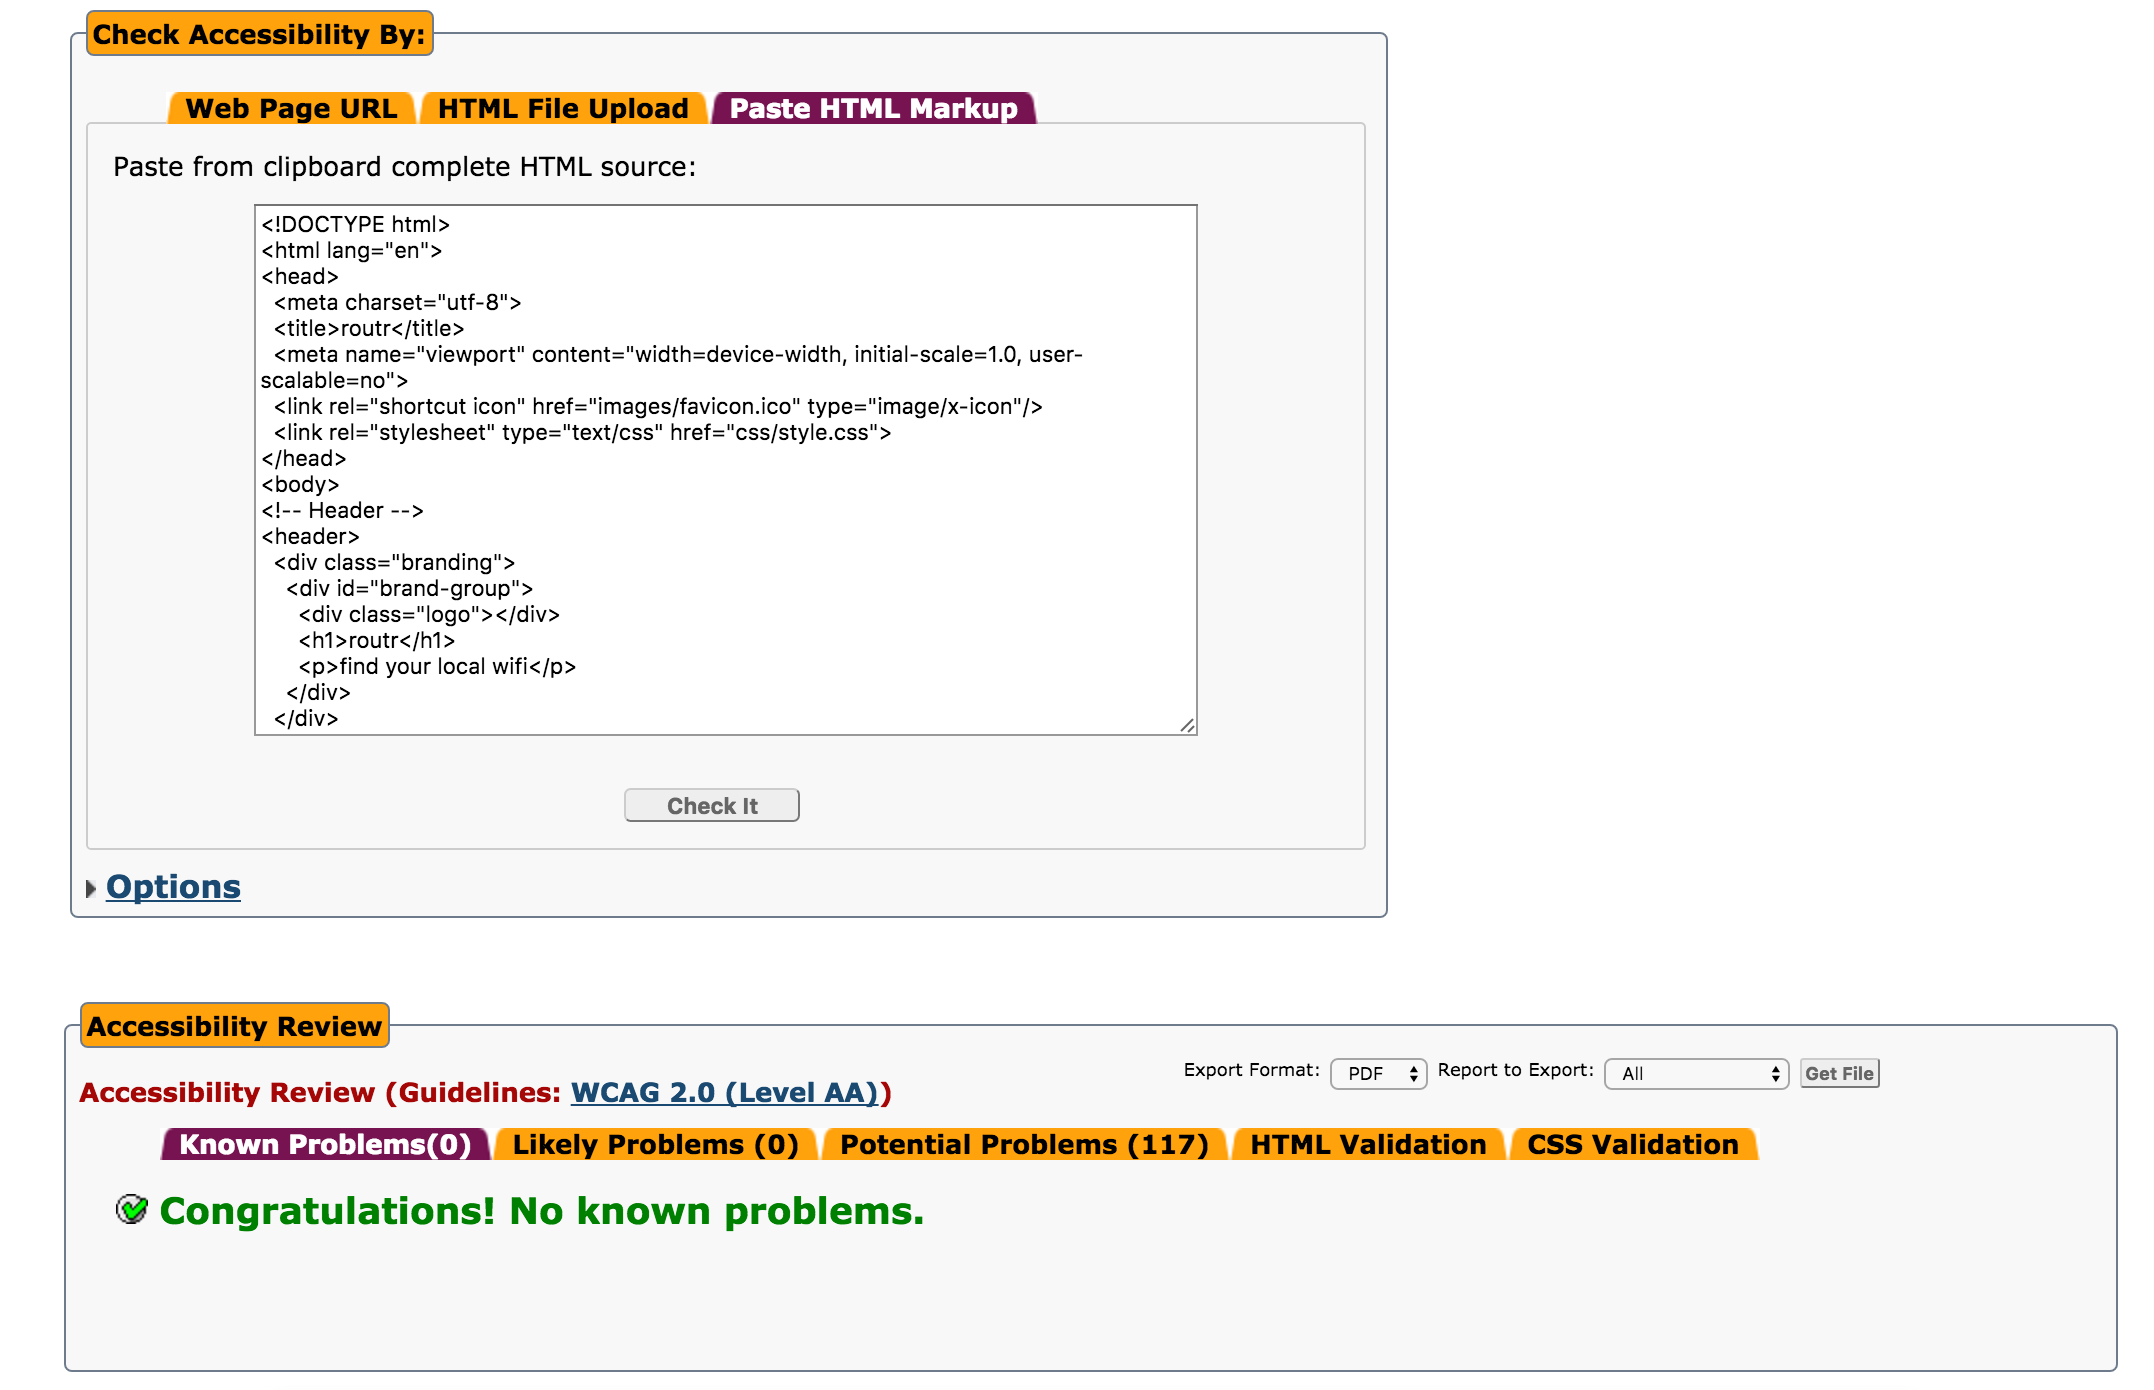 Check Accessibility By:
Web Page URL HTML File Upload Paste HTML Markup
Paste from clipboard complete HTML source:
<!DOCTYPE html>
<html lang="en">
<head>
<meta charset="utf-8">
<title>routr</title>
<meta name="viewport" content="width=device-width, initial-scale=1.0, user-
scalable=no">
<link rel="shortcut icon" href="images/favicon.ico" type="image/x-icon"/>
<link rel="stylesheet" type="text/css" href="css/style.css">
</head>
<body>
<!-- Header -->
<header>
<div class="branding">
<div id="brand-group">
<div class="logo"></div>
<h1>routr</h1>
<p>find your local wifi</p>
</div>
</div>
Check It
Options
Accessibility Review
Export Format: PDF Report to Export: All Get File
Accessibility Review (Guidelines: WCAG 2.0 (Level AA))
Known Problems(0) Likely Problems (0) Potential Problems (117) HTML Validation CSS Validation
Congratulations! No known problems.